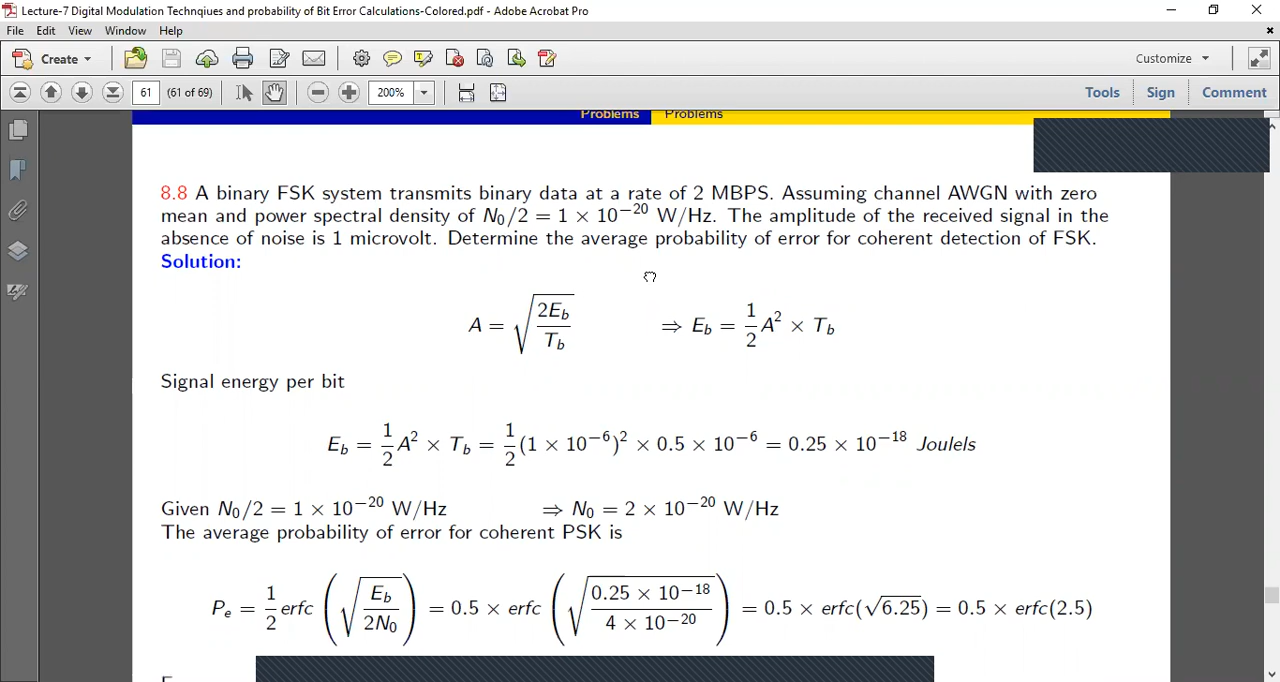 Lecture-7 Digital Modulation Technqiues and probability of Bit Error Calculations-Colored.pdf - Adobe Acrobat Pro
File Edit View Window Help
Create Customize
61 (61 of 69) 200% Tools Sign Comment
Problems Problems
8.8 A binary FSK system transmits binary data at a rate of 2 MBPS. Assuming channel AWGN with zero
mean and power spectral density of N₀/2 = 1 × 10⁻²⁰ W/Hz. The amplitude of the received signal in the
absence of noise is 1 microvolt. Determine the average probability of error for coherent detection of FSK.
Solution:
A = √(2E_b/T_b) ⇒ E_b = 1/2 A² × T_b
Signal energy per bit
E_b = 1/2 A² × T_b = 1/2 (1 × 10⁻⁶)² × 0.5 × 10⁻⁶ = 0.25 × 10⁻¹⁸ Joulels
Given N₀/2 = 1 × 10⁻²⁰ W/Hz ⇒ N₀ = 2 × 10⁻²⁰ W/Hz
The average probability of error for coherent PSK is
P_e = 1/2 erfc (√(E_b/2N₀)) = 0.5 × erfc (√(0.25 × 10⁻¹⁸/4 × 10⁻²⁰)) = 0.5 × erfc(√6.25) = 0.5 × erfc(2.5)